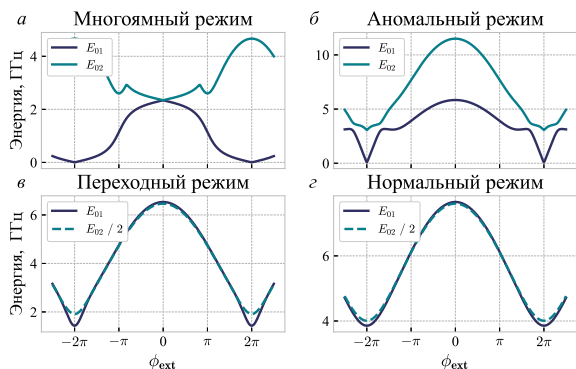 а Многоямный режим
Энергия, ГГц
4
2
0
E01
E02
б Аномальный режим
10
5
0
E01
E02
в Переходный режим
Энергия, ГГц
6
4
2
E01
E02 / 2
−2π −π 0 π 2π
ϕext
г Нормальный режим
6
4
E01
E02 / 2
−2π −π 0 π 2π
ϕext